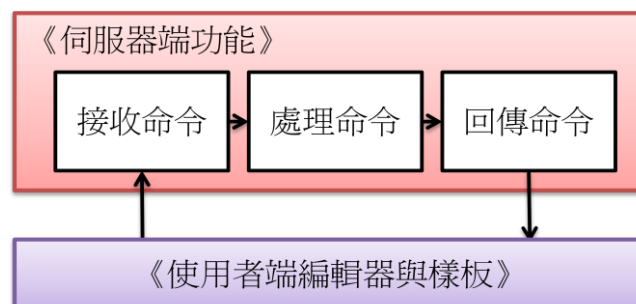 《伺服器端功能》
接收命令
處理命令
回傳命令
《使用者端編輯器與樣板》